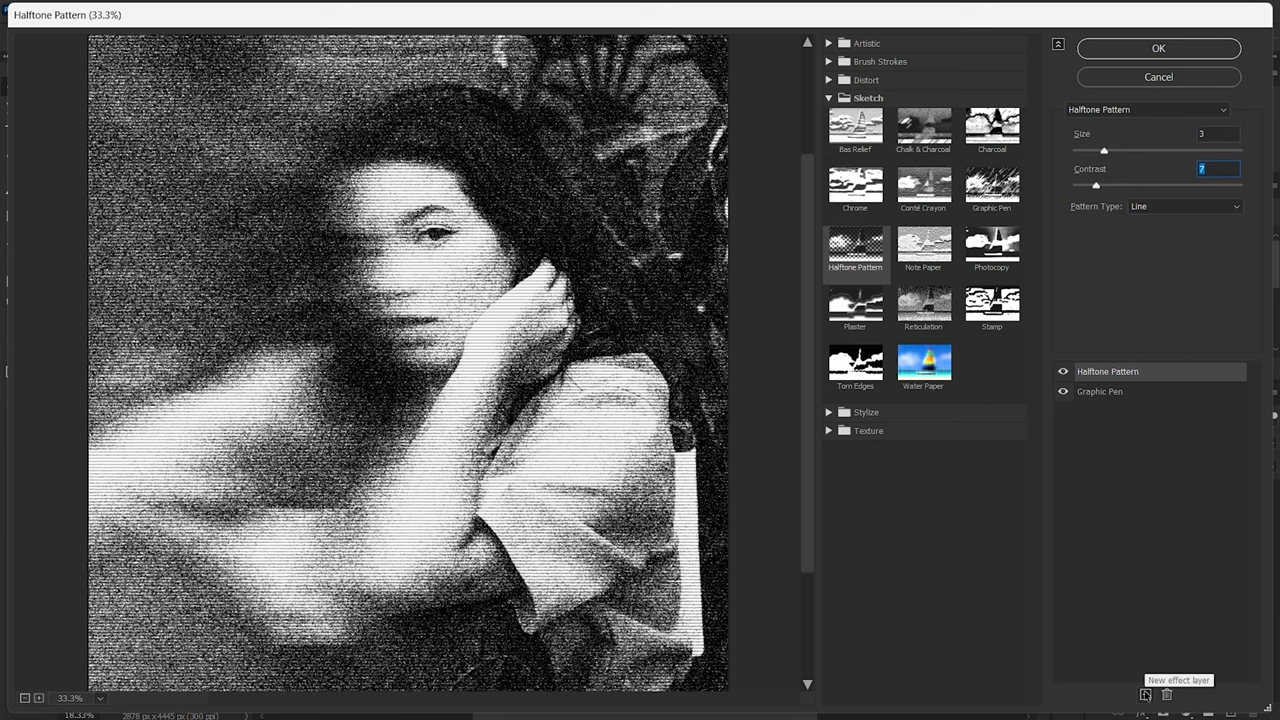 Halftone Pattern (33.3%)
Artistic
Brush Strokes
Distort
Sketch
Bas Relief
Chalk & Charcoal
Charcoal
Chrome
Conté Crayon
Graphic Pen
Halftone Pattern
Note Paper
Photocopy
Plaster
Reticulation
Stamp
Torn Edges
Water Paper
Stylize
Texture
OK
Cancel
Halftone Pattern
Size 3
Contrast 7
Pattern Type: Line
Halftone Pattern
Graphic Pen
New effect layer
33.3%
18.33% 2878 px x 4445 px (300 ppi)